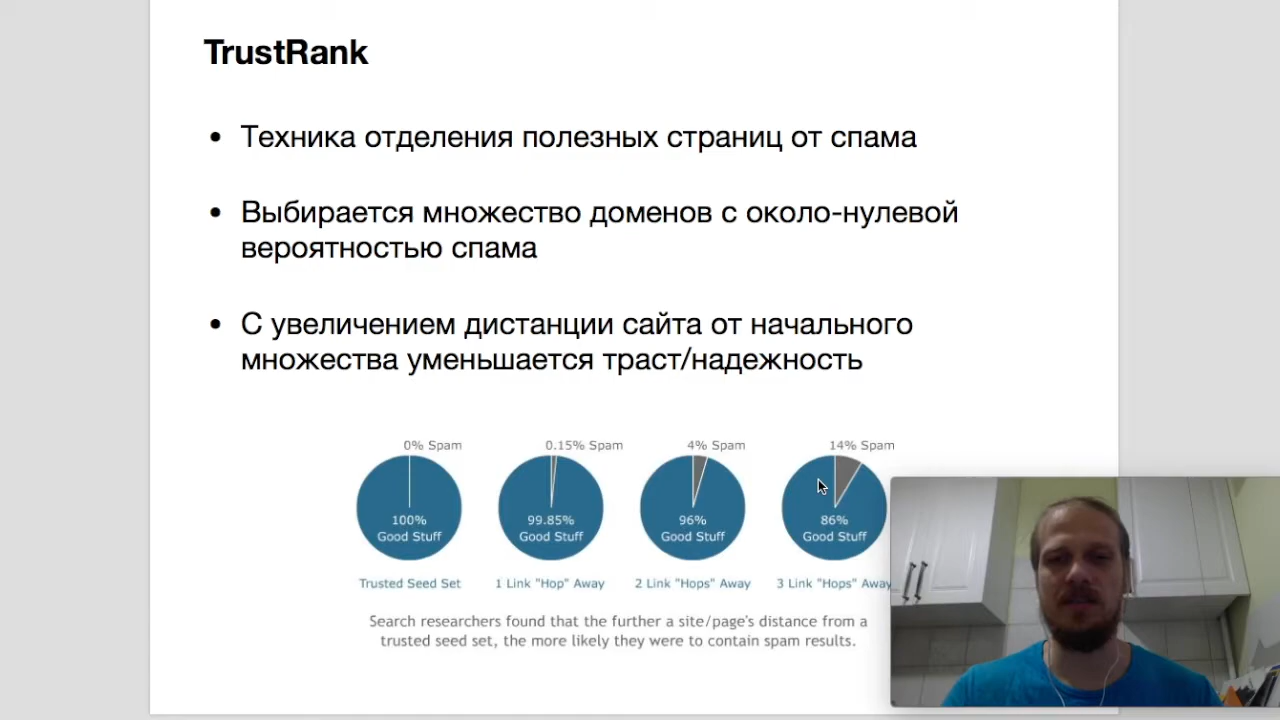 TrustRank
• Техника отделения полезных страниц от спама
• Выбирается множество доменов с около-нулевой
вероятностью спама
• С увеличением дистанции сайта от начального
множества уменьшается траст/надежность
0% Spam
0.15% Spam
4% Spam
14% Spam
100%
Good Stuff
99.85%
Good Stuff
96%
Good Stuff
86%
Good Stuff
Trusted Seed Set
1 Link "Hop" Away
2 Link "Hops" Away
3 Link "Hops" Away
Search researchers found that the further a site/page's distance from a
trusted seed set, the more likely they were to contain spam results.